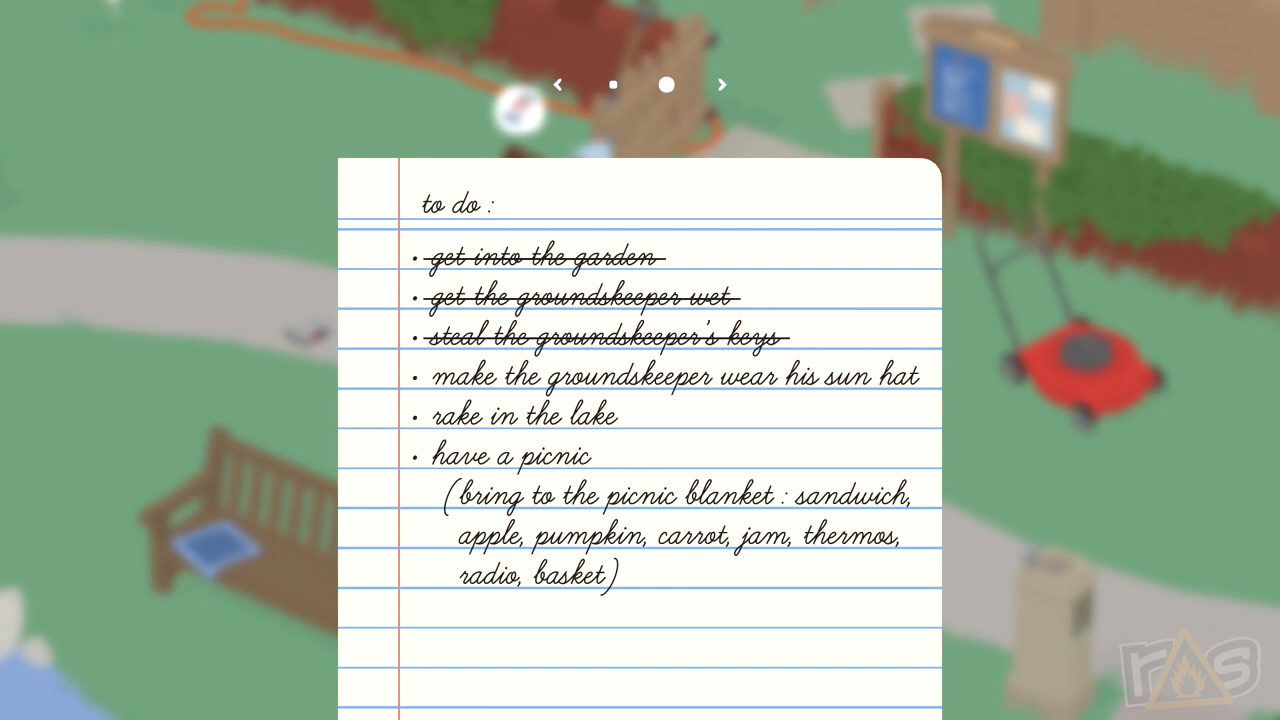 to do :
• get into the garden
• get the groundskeeper wet
• steal the groundskeeper's keys
• make the groundskeeper wear his sun hat
• rake in the lake
• have a picnic
(bring to the picnic blanket : sandwich,
apple, pumpkin, carrot, jam, thermos,
radio, basket)
ras